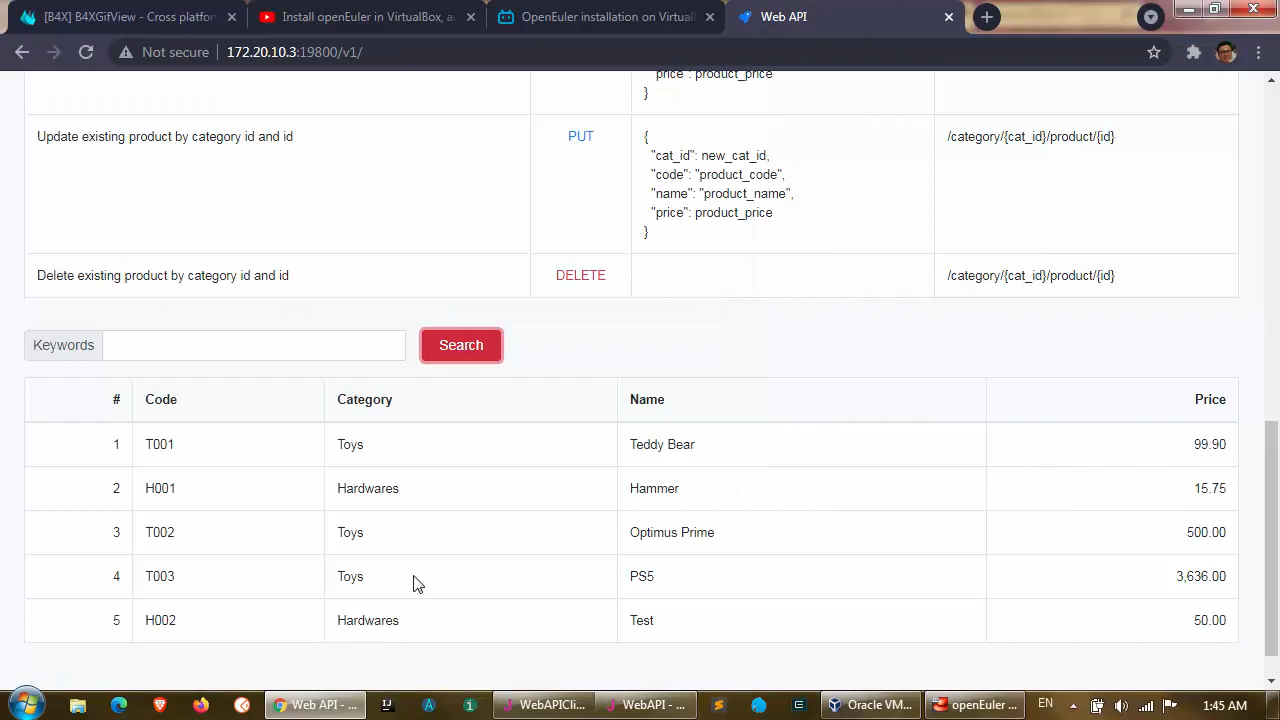 [B4X] B4XGifView - Cross platfor
Install openEuler in VirtualBox, a
OpenEuler installation on Virtual
Web API
Not secure 172.20.10.3:19800/v1/
"price": product_price
}
Update existing product by category id and id PUT { /category/{cat_id}/product/{id}
"cat_id": new_cat_id,
"code": "product_code",
"name": "product_name",
"price": product_price
}
Delete existing product by category id and id DELETE /category/{cat_id}/product/{id}
Keywords Search
# Code Category Name Price
1 T001 Toys Teddy Bear 99.90
2 H001 Hardwares Hammer 15.75
3 T002 Toys Optimus Prime 500.00
4 T003 Toys PS5 3,636.00
5 H002 Hardwares Test 50.00
Web API - ... WebAPICli... WebAPI - ... Oracle VM... openEuler ... EN 1:45 AM